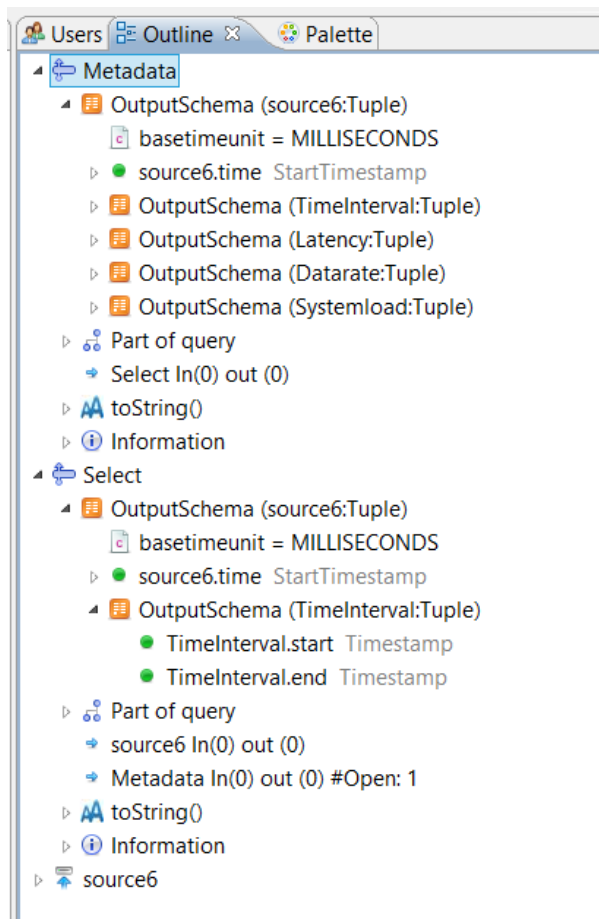 Users Outline Palette
Metadata
OutputSchema (source6:Tuple)
basetimeunit = MILLISECONDS
source6.time StartTimestamp
OutputSchema (TimeInterval:Tuple)
OutputSchema (Latency:Tuple)
OutputSchema (Datarate:Tuple)
OutputSchema (Systemload:Tuple)
Part of query
Select In(0) out (0)
toString()
Information
Select
OutputSchema (source6:Tuple)
basetimeunit = MILLISECONDS
source6.time StartTimestamp
OutputSchema (TimeInterval:Tuple)
TimeInterval.start Timestamp
TimeInterval.end Timestamp
Part of query
source6 In(0) out (0)
Metadata In(0) out (0) #Open: 1
toString()
Information
source6